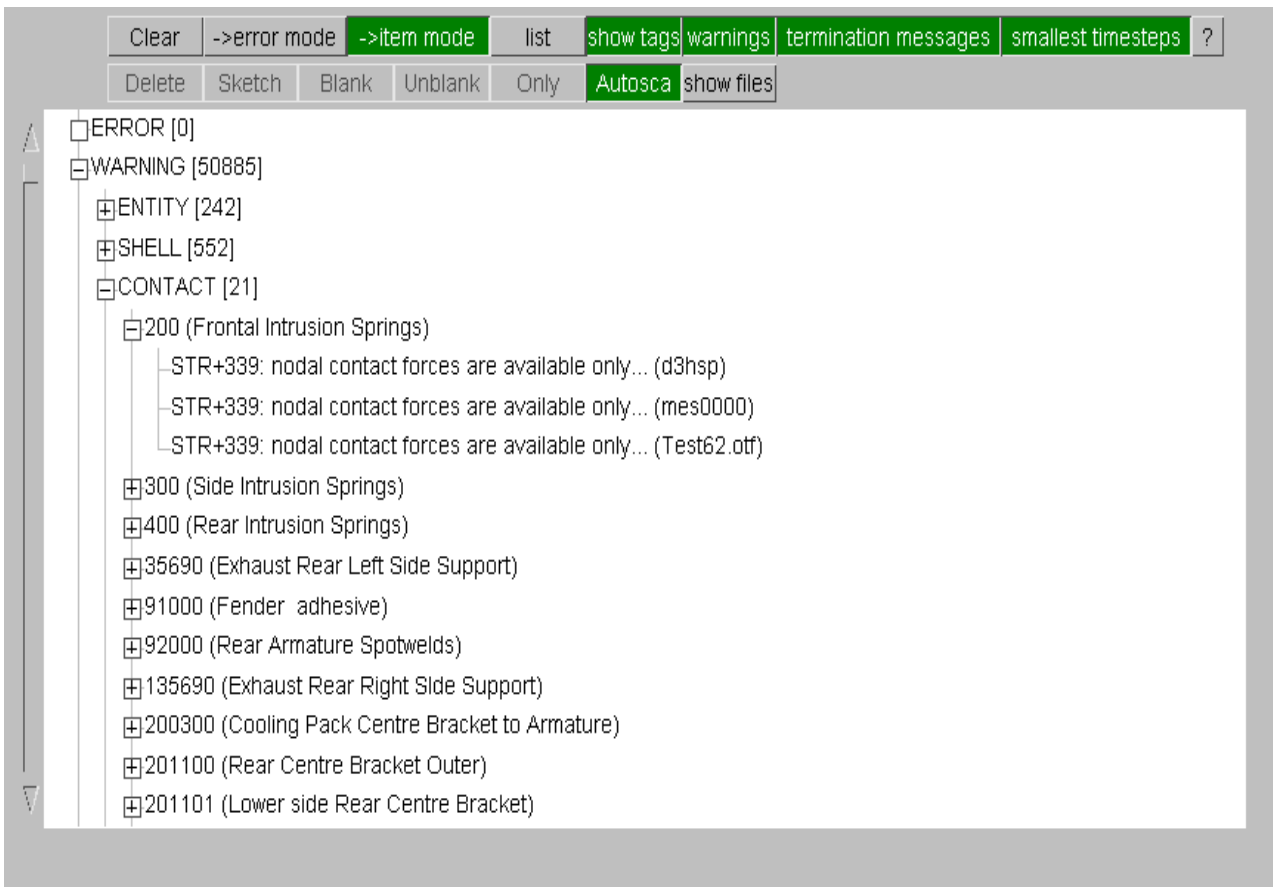 Clear ->error mode ->item mode list show tags warnings termination messages smallest timesteps ?
Delete Sketch Blank Unblank Only Autosca show files
ERROR [0]
WARNING [50885]
ENTITY [242]
SHELL [552]
CONTACT [21]
200 (Frontal Intrusion Springs)
STR+339: nodal contact forces are available only... (d3hsp)
STR+339: nodal contact forces are available only... (mes0000)
STR+339: nodal contact forces are available only... (Test62.otf)
300 (Side Intrusion Springs)
400 (Rear Intrusion Springs)
35690 (Exhaust Rear Left Side Support)
91000 (Fender  adhesive)
92000 (Rear Armature Spotwelds)
135690 (Exhaust Rear Right SIde Support)
200300 (Cooling Pack Centre Bracket to Armature)
201100 (Rear Centre Bracket Outer)
201101 (Lower side Rear Centre Bracket)